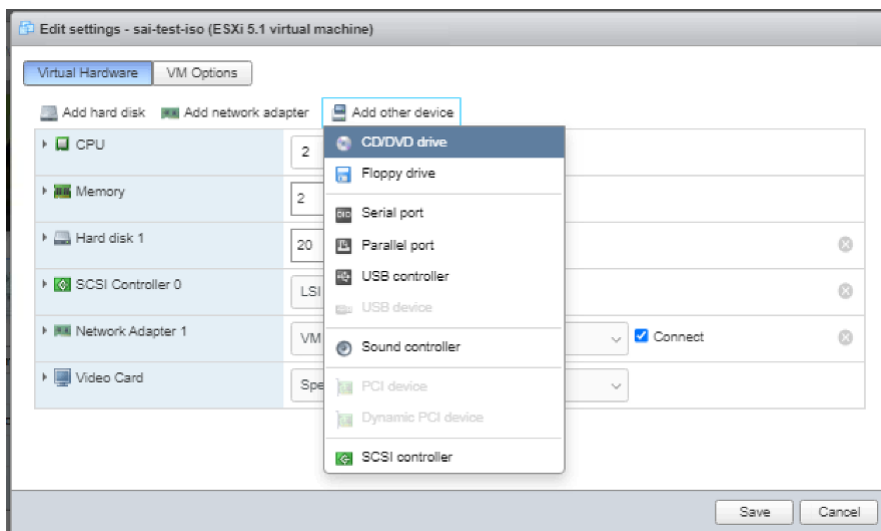 Edit settings - sai-test-iso (ESXi 5.1 virtual machine)
Virtual Hardware VM Options
Add hard disk Add network adapter Add other device
CPU 2
CD/DVD drive
Floppy drive
Memory 2
Serial port
Hard disk 1 20
Parallel port
USB controller
SCSI Controller 0 LSI
USB device
Network Adapter 1 VM Connect
Sound controller
Video Card Spe
PCI device
Dynamic PCI device
SCSI controller
Save Cancel